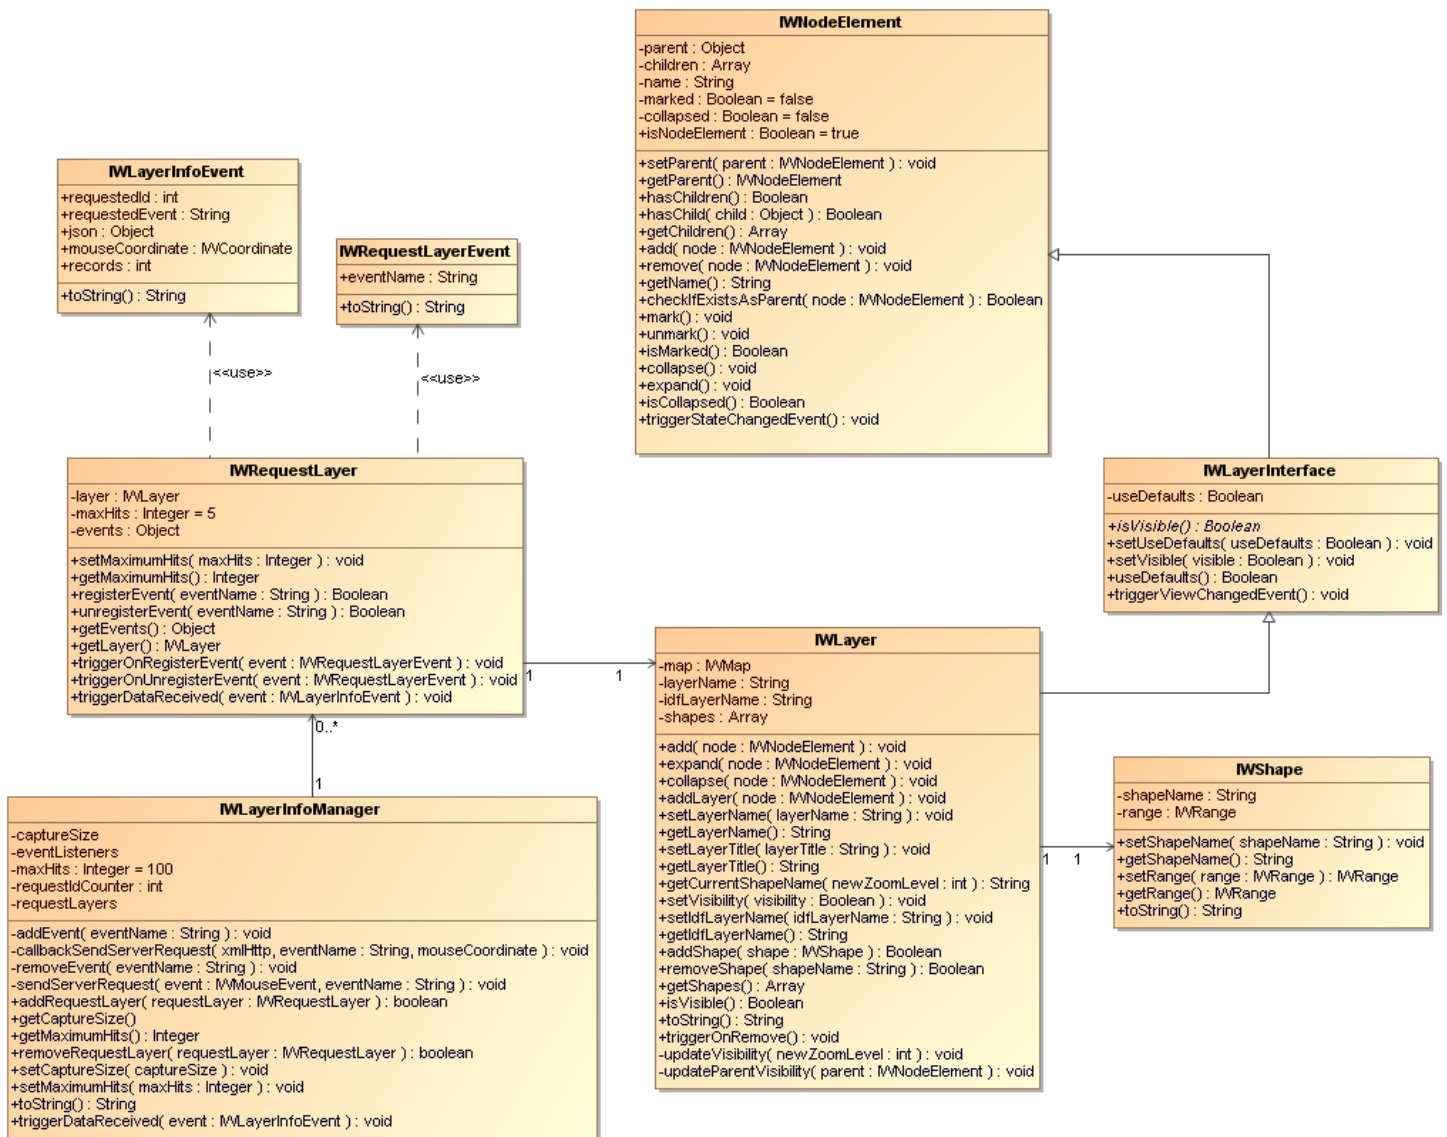 IWNodeElement
-parent : Object
-children : Array
-name : String
-marked : Boolean = false
-collapsed : Boolean = false
+isNodeElement : Boolean = true
+setParent( parent : IWNodeElement ) : void
+getParent() : IWNodeElement
+hasChildren() : Boolean
+hasChild( child : Object ) : Boolean
+getChildren() : Array
+add( node : IWNodeElement ) : void
+remove( node : IWNodeElement ) : void
+getName() : String
+checkIfExistsAsParent( node : IWNodeElement ) : Boolean
+mark() : void
+unmark() : void
+isMarked() : Boolean
+collapse() : void
+expand() : void
+isCollapsed() : Boolean
+triggerStateChangedEvent() : void
IWLayerInfoEvent
+requestedId : int
+requestedEvent : String
+json : Object
+mouseCoordinate : IWCoordinate
+records : int
+toString() : String
IWRequestLayerEvent
+eventName : String
+toString() : String
<<use>>
<<use>>
IWRequestLayer
-layer : IWLayer
-maxHits : Integer = 5
-events : Object
+setMaximumHits( maxHits : Integer ) : void
+getMaximumHits() : Integer
+registerEvent( eventName : String ) : Boolean
+unregisterEvent( eventName : String ) : Boolean
+getEvents() : Object
+getLayer() : IWLayer
+triggerOnRegisterEvent( event : IWRequestLayerEvent ) : void
+triggerOnUnregisterEvent( event : IWRequestLayerEvent ) : void
+triggerDataReceived( event : IWLayerInfoEvent ) : void
1
1
0..*
1
IWLayerInterface
-useDefaults : Boolean
+isVisible() : Boolean
+setUseDefaults( useDefaults : Boolean ) : void
+setVisible( visible : Boolean ) : void
+useDefaults() : Boolean
+triggerViewChangedEvent() : void
IWLayer
-map : IWMap
-layerName : String
-idfLayerName : String
-shapes : Array
+add( node : IWNodeElement ) : void
+expand( node : IWNodeElement ) : void
+collapse( node : IWNodeElement ) : void
+addLayer( node : IWNodeElement ) : void
+setLayerName( layerName : String ) : void
+getLayerName() : String
+setLayerTitle( layerTitle : String ) : void
+getLayerTitle() : String
+getCurrentShapeName( newZoomLevel : int ) : String
+setVisibility( visibility : Boolean ) : void
+setIdfLayerName( idfLayerName : String ) : void
+getIdfLayerName() : String
+addShape( shape : IWShape ) : Boolean
+removeShape( shapeName : String ) : Boolean
+getShapes() : Array
+isVisible() : Boolean
+toString() : String
+triggerOnRemove() : void
-updateVisibility( newZoomLevel : int ) : void
-updateParentVisibility( parent : IWNodeElement ) : void
1
1
IWShape
-shapeName : String
-range : IWRange
+setShapeName( shapeName : String ) : void
+getShapeName() : String
+setRange( range : IWRange ) : IWRange
+getRange() : IWRange
+toString() : String
IWLayerInfoManager
-captureSize
-eventListeners
-maxHits : Integer = 100
-requestIdCounter : int
-requestLayers
-addEvent( eventName : String ) : void
-callbackSendServerRequest( xmlHttp, eventName : String, mouseCoordinate ) : void
-removeEvent( eventName : String ) : void
-sendServerRequest( event : IWMouseEvent, eventName : String ) : void
+addRequestLayer( requestLayer : IWRequestLayer ) : boolean
+getCaptureSize()
+getMaximumHits() : Integer
+removeRequestLayer( requestLayer : IWRequestLayer ) : boolean
+setCaptureSize( captureSize ) : void
+setMaximumHits( maxHits : Integer ) : void
+toString() : String
+triggerDataReceived( event : IWLayerInfoEvent ) : void